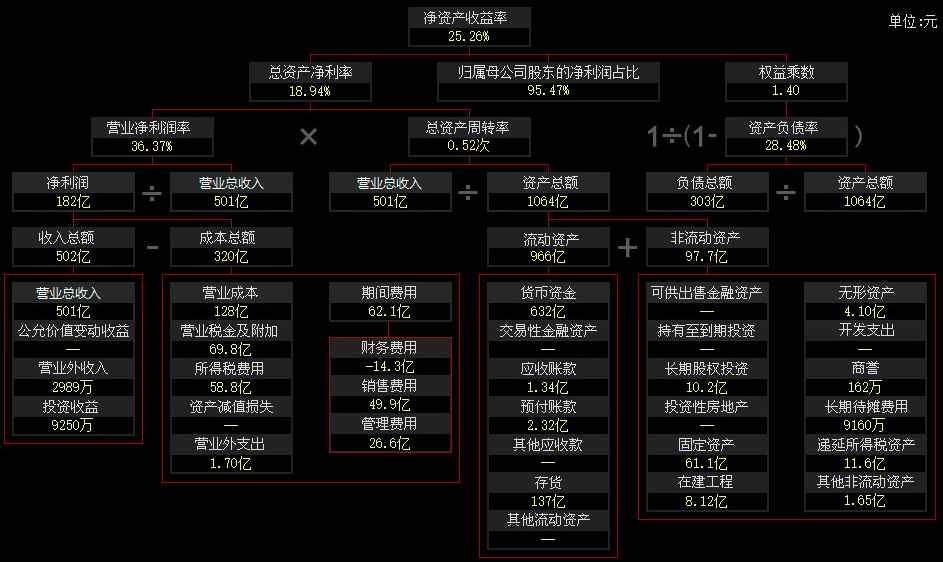 净资产收益率
25.26%
单位:元
总资产净利率
18.94%
归属母公司股东的净利润占比
95.47%
权益乘数
1.40
营业净利润率
36.37%
×
总资产周转率
0.52次
1÷(1-
资产负债率
28.48%
)
净利润
182亿
÷
营业总收入
501亿
营业总收入
501亿
÷
资产总额
1064亿
负债总额
303亿
÷
资产总额
1064亿
收入总额
502亿
-
成本总额
320亿
流动资产
966亿
+
非流动资产
97.7亿
营业总收入
501亿
公允价值变动收益
—
营业外收入
2989万
投资收益
9250万
营业成本
128亿
营业税金及附加
69.8亿
所得税费用
58.8亿
资产减值损失
—
营业外支出
1.70亿
期间费用
62.1亿
财务费用
-14.3亿
销售费用
49.9亿
管理费用
26.6亿
货币资金
632亿
交易性金融资产
—
应收账款
1.34亿
预付账款
2.32亿
其他应收款
—
存货
137亿
其他流动资产
—
可供出售金融资产
—
持有至到期投资
—
长期股权投资
10.2亿
投资性房地产
—
固定资产
61.1亿
在建工程
8.12亿
无形资产
4.10亿
开发支出
—
商誉
162万
长期待摊费用
9160万
递延所得税资产
11.6亿
其他非流动资产
1.65亿